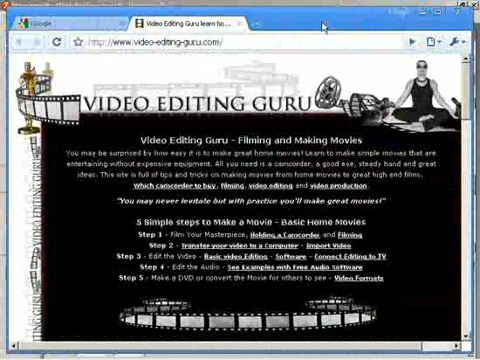 iGoogle
Video Editing Guru learn ho...
http://www.video-editing-guru.com/
VIDEO EDITING GURU
Video Editing Guru - Filming and Making Movies
You may be surprised by how easy it is to make great home movies! Learn to make simple movies that are
entertaining without expensive equipment. All you need is a camcorder, a good eye, steady hand and great
ideas. This site is full of tips and tricks on making movies from home movies to great high end films.
Which camcorder to buy, filming, video editing and video production.
"You may never levitate but with practice you'll make great movies!"
5 Simple steps to Make a Movie - Basic Home Movies
Step 1 - Film Your Masterpiece, Holding a Camcorder and Filming
Step 2 - Transfer your video to a Computer - Import Video
Step 3 - Edit the Video - Basic video Editing - Software - Connect Editing to TV
Step 4 - Edit the Audio - See Examples with Free Audio Software
Step 5 - Make a DVD or convert the Movie for others to see - Video Formats
VIDEO EDITING GURU